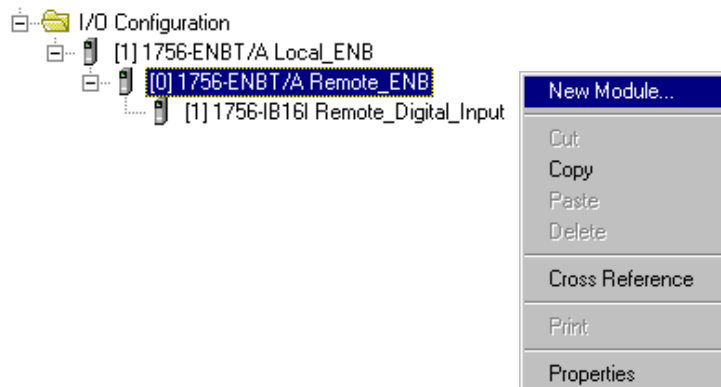 I/O Configuration
[1] 1756-ENBT/A Local_ENB
[0] 1756-ENBT/A Remote_ENB
[1] 1756-IB16I Remote_Digital_Input
New Module...
Cut
Copy
Paste
Delete
Cross Reference
Print
Properties